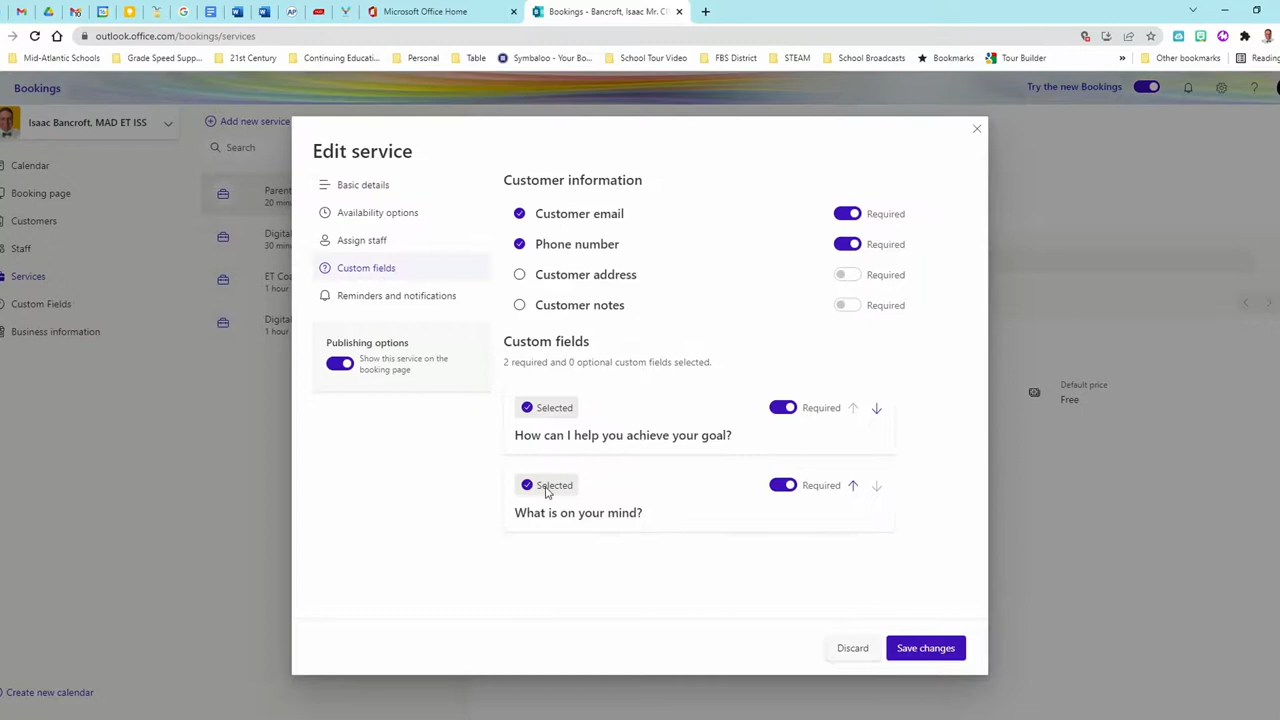 Microsoft Office Home
Bookings - Bancroft, Isaac Mr. C
outlook.office.com/bookings/services
Mid-Atlantic Schools
Grade Speed Supp...
21st Century
Continuing Educati...
Personal
Table
Symbaloo - Your Bo...
School Tour Video
FBS District
STEAM
School Broadcasts
Bookmarks
Tour Builder
Other bookmarks
Reading
Bookings
Try the new Bookings
Isaac Bancroft, MAD ET ISS
Calendar
Booking page
Customers
Staff
Services
Custom Fields
Business information
Create new calendar
Add new service
Search
Parent
20 min
Digita
30 min
ET Coa
1 hour
Digita
1 hour
Default price
Free
Edit service
Basic details
Availability options
Assign staff
Custom fields
Reminders and notifications
Publishing options
Show this service on the
booking page
Customer information
Customer email
Required
Phone number
Required
Customer address
Required
Customer notes
Required
Custom fields
2 required and 0 optional custom fields selected.
Selected
Required
How can I help you achieve your goal?
Selected
Required
What is on your mind?
Discard
Save changes